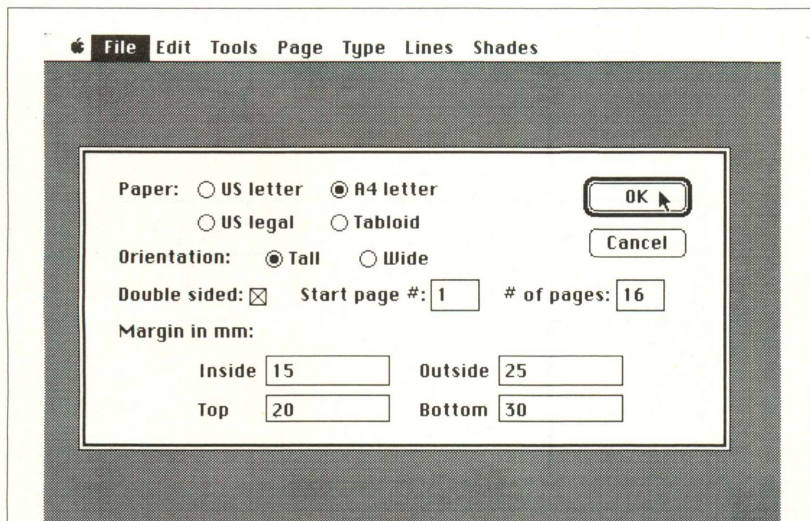 File Edit Tools Page Type Lines Shades
Paper: US letter A4 letter
US legal Tabloid
OK
Cancel
Orientation: Tall Wide
Double sided: Start page #: 1 # of pages: 16
Margin in mm:
Inside 15 Outside 25
Top 20 Bottom 30